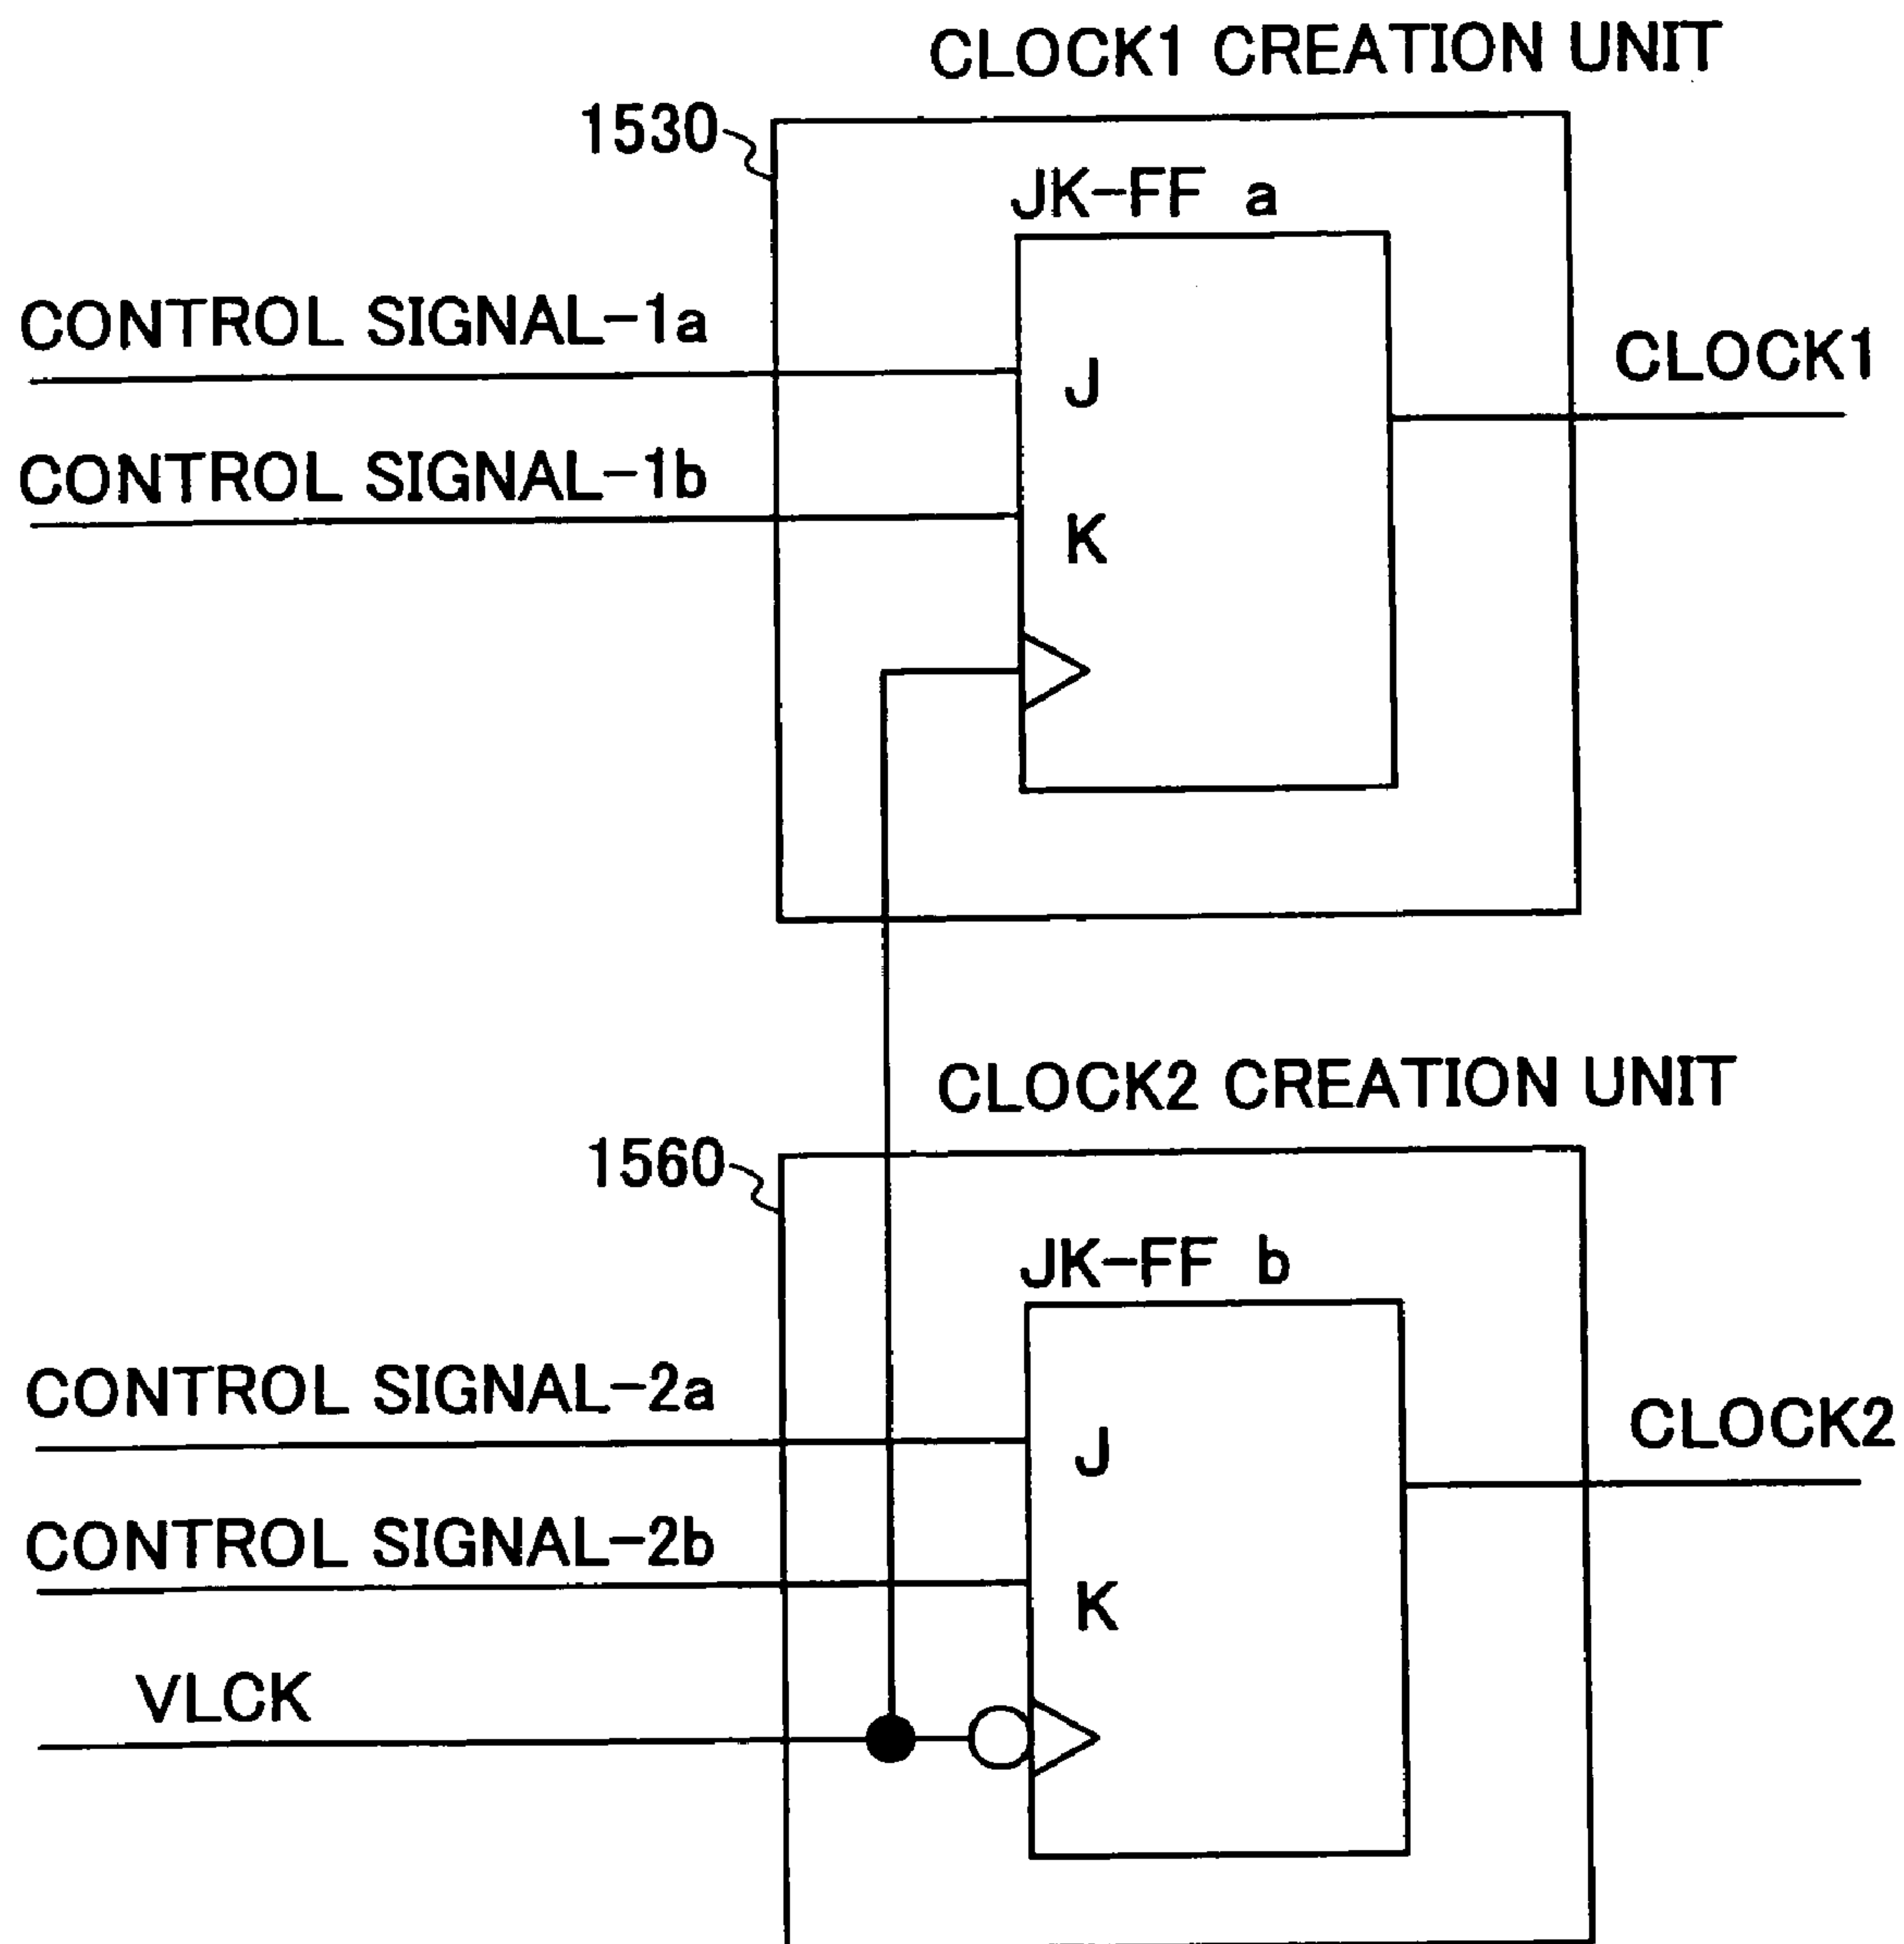 CLOCK1 CREATION UNIT
1530
JK-FF a
CONTROL SIGNAL-1a
J
CLOCK1
CONTROL SIGNAL-1b
K
CLOCK2 CREATION UNIT
1560
JK-FF b
CONTROL SIGNAL-2a
J
CLOCK2
CONTROL SIGNAL-2b
K
VLCK